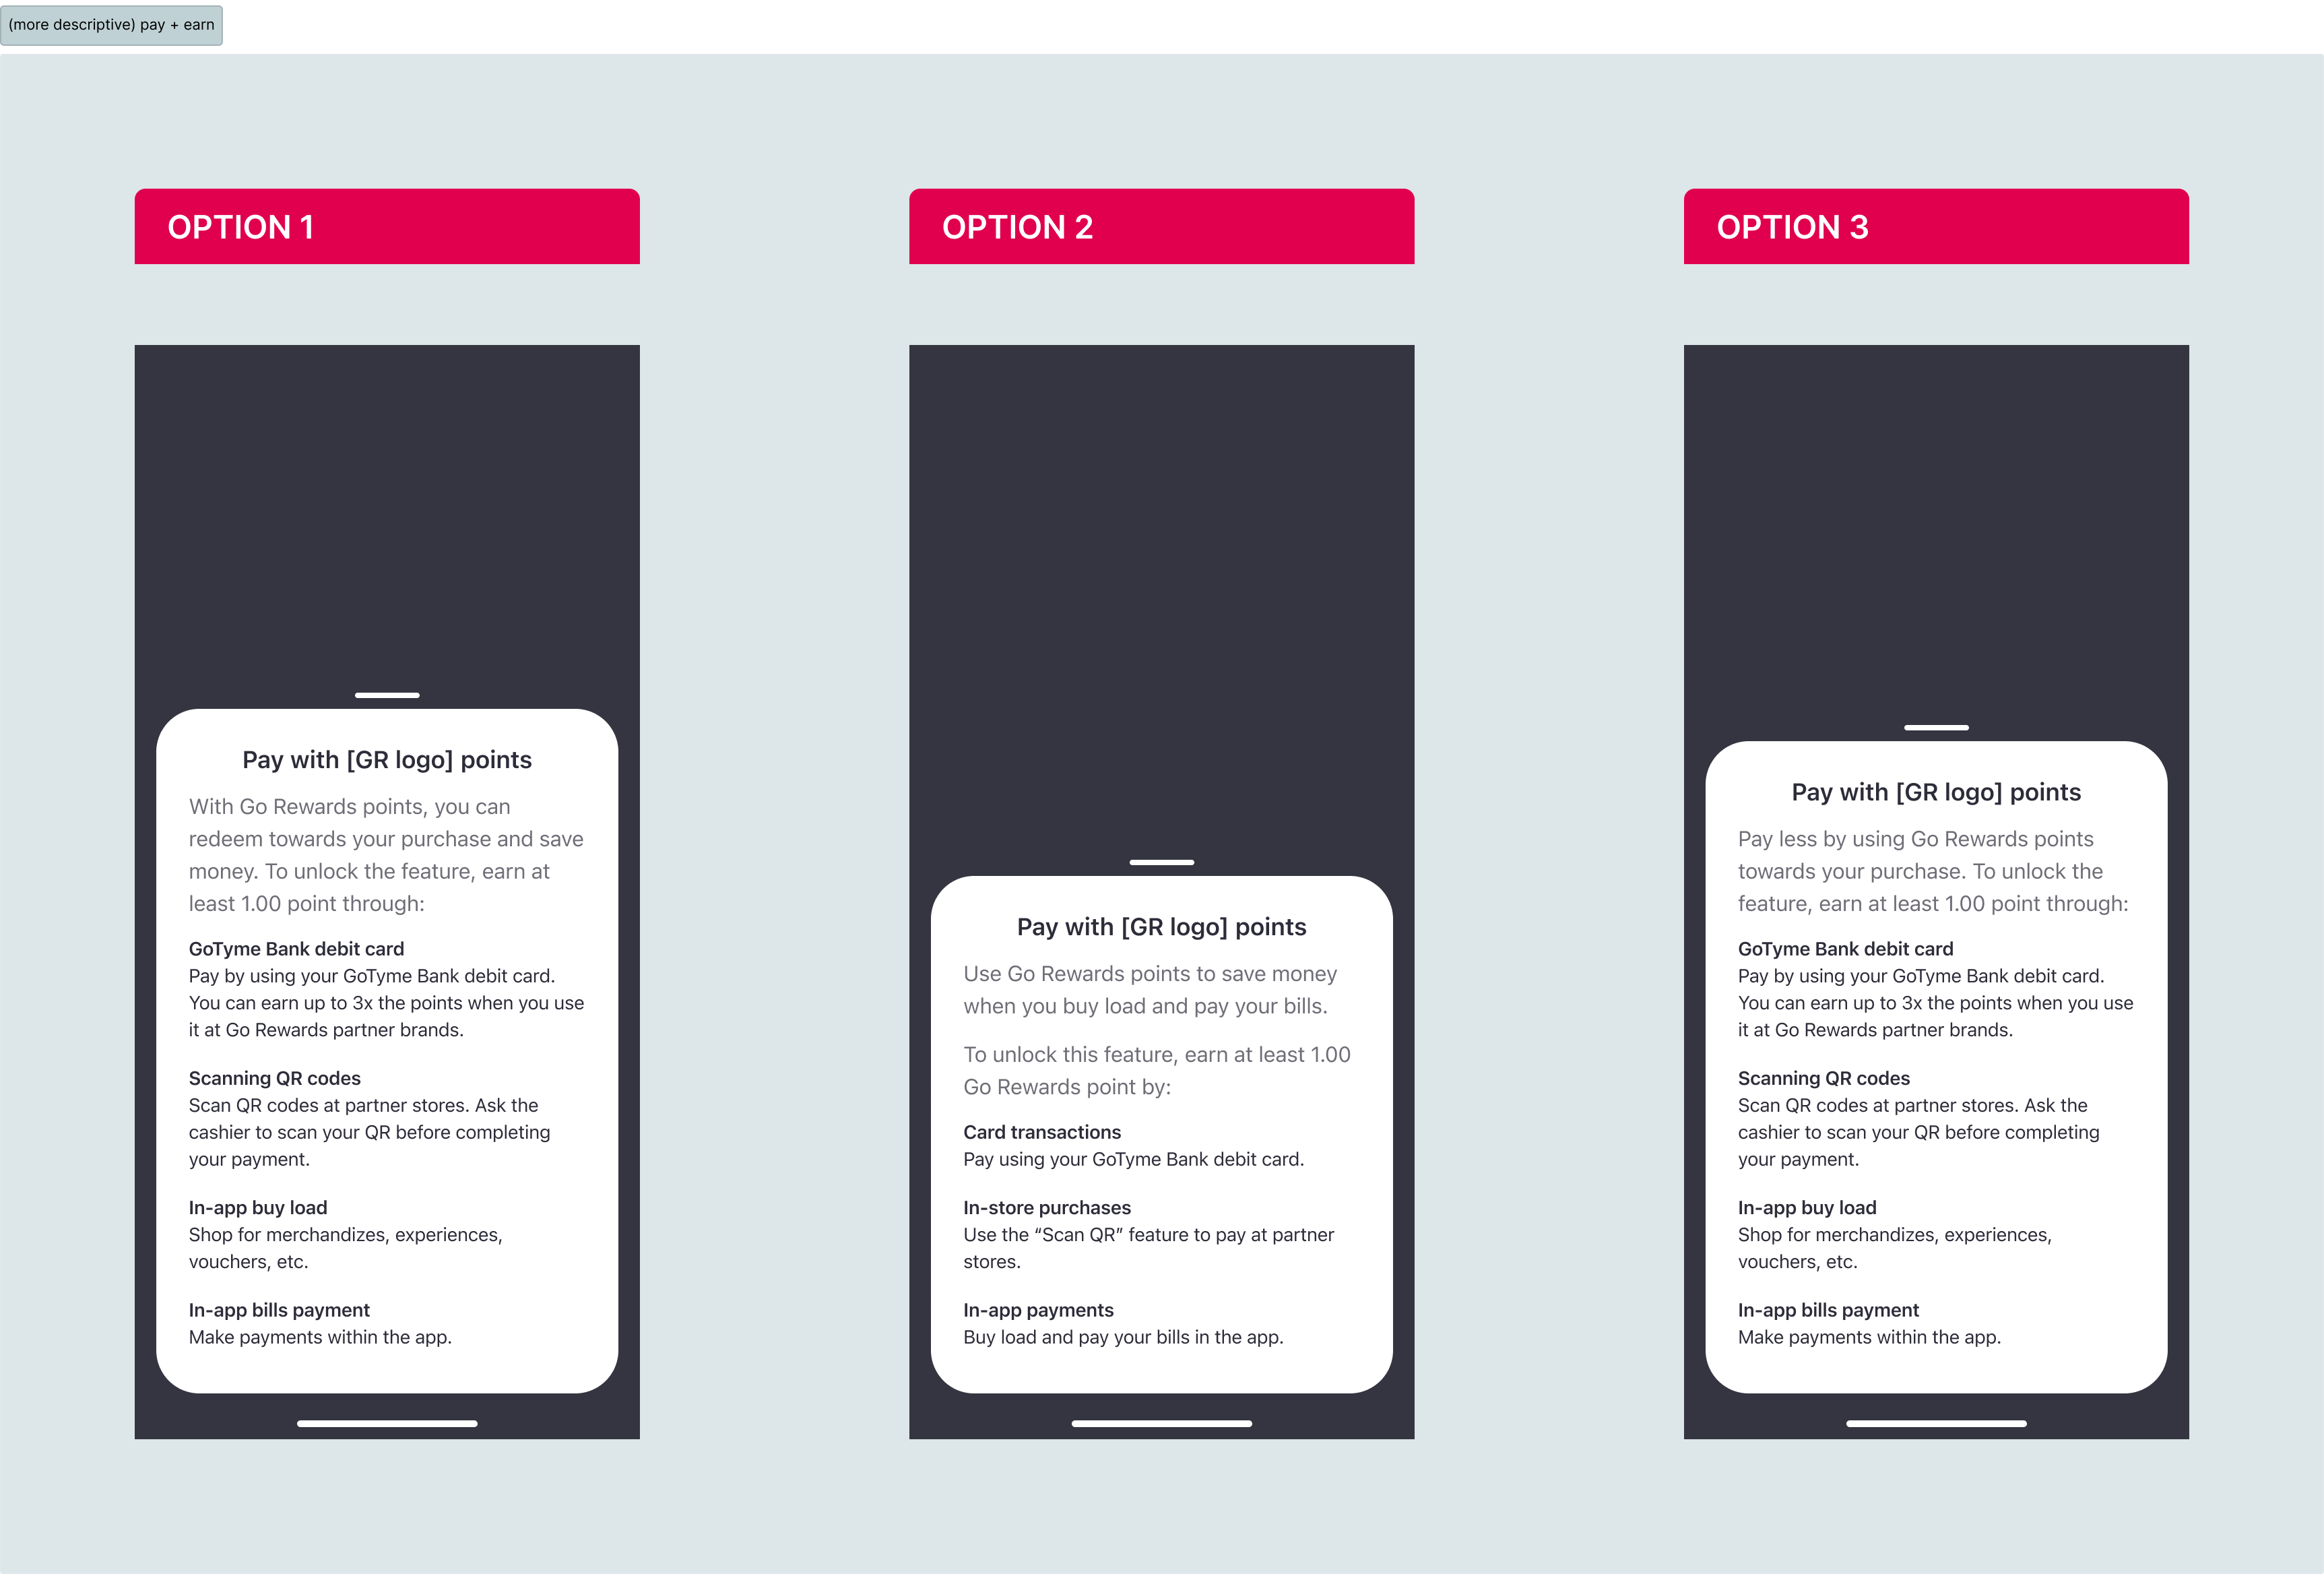 (more descriptive) pay + earn
OPTION 1
Pay with [GR logo] points
With Go Rewards points, you can
redeem towards your purchase and save
money. To unlock the feature, earn at
least 1.00 point through:
GoTyme Bank debit card
Pay by using your GoTyme Bank debit card.
You can earn up to 3x the points when you use
it at Go Rewards partner brands.
Scanning QR codes
Scan QR codes at partner stores. Ask the
cashier to scan your QR before completing
your payment.
In-app buy load
Shop for merchandizes, experiences,
vouchers, etc.
In-app bills payment
Make payments within the app.
OPTION 2
Pay with [GR logo] points
Use Go Rewards points to save money
when you buy load and pay your bills.
To unlock this feature, earn at least 1.00
Go Rewards point by:
Card transactions
Pay using your GoTyme Bank debit card.
In-store purchases
Use the “Scan QR” feature to pay at partner
stores.
In-app payments
Buy load and pay your bills in the app.
OPTION 3
Pay with [GR logo] points
Pay less by using Go Rewards points
towards your purchase. To unlock the
feature, earn at least 1.00 point through:
GoTyme Bank debit card
Pay by using your GoTyme Bank debit card.
You can earn up to 3x the points when you use
it at Go Rewards partner brands.
Scanning QR codes
Scan QR codes at partner stores. Ask the
cashier to scan your QR before completing
your payment.
In-app buy load
Shop for merchandizes, experiences,
vouchers, etc.
In-app bills payment
Make payments within the app.